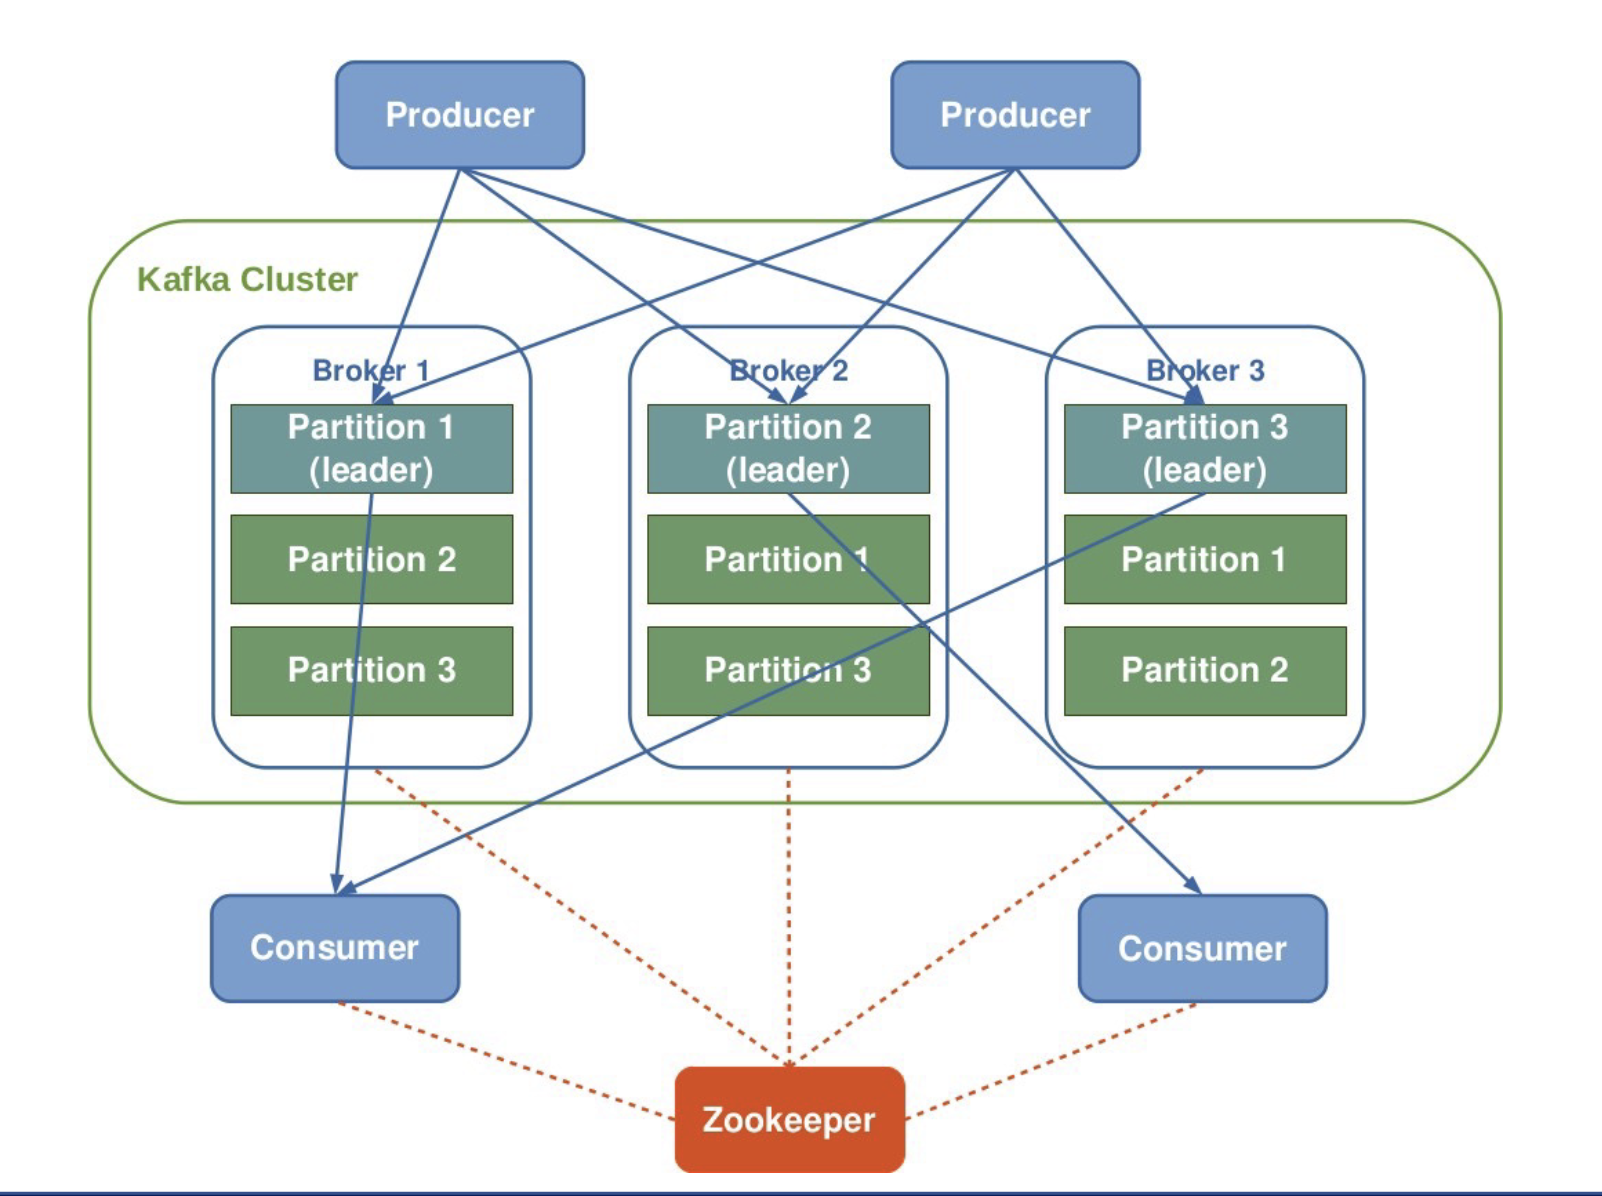 Producer
Producer
Kafka Cluster
Broker 1
Broker 2
Broker 3
Partition 1
(leader)
Partition 2
(leader)
Partition 3
(leader)
Partition 2
Partition 1
Partition 1
Partition 3
Partition 3
Partition 2
Consumer
Consumer
Zookeeper